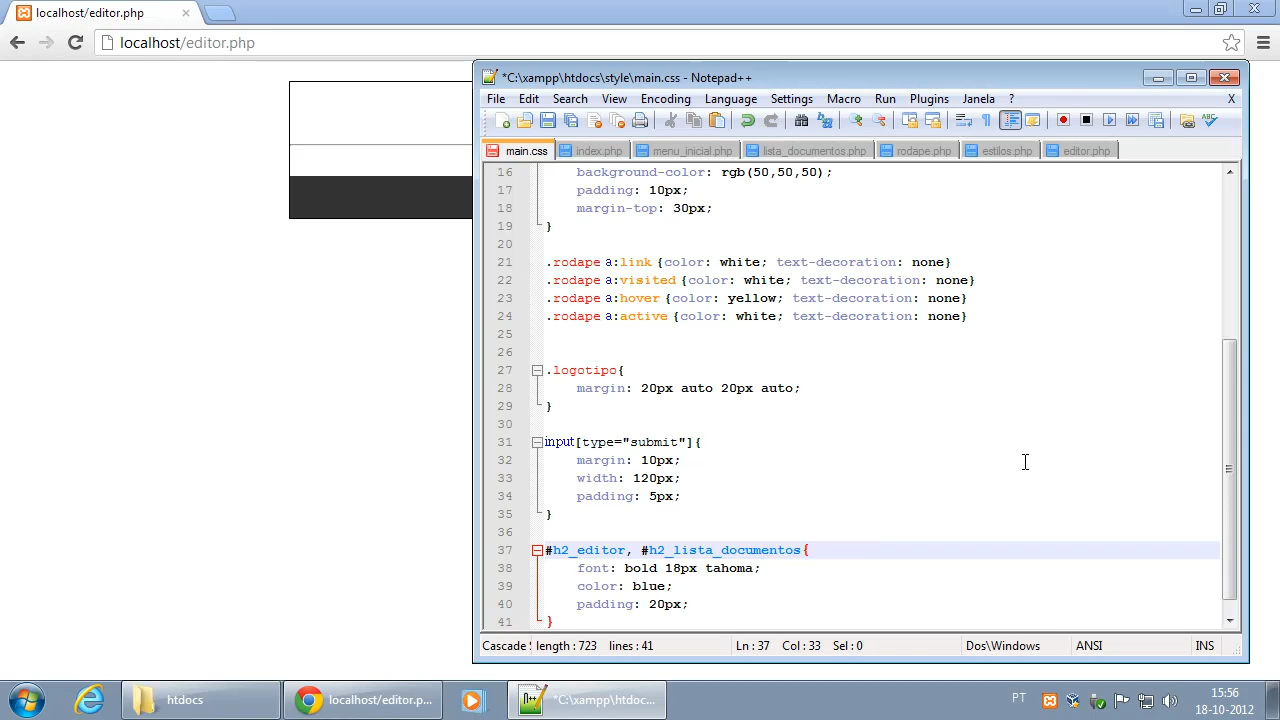 localhost/editor.php
localhost/editor.php
*C:\xampp\htdocs\style\main.css - Notepad++
File Edit Search View Encoding Language Settings Macro Run Plugins Janela ? X
main.css index.php menu_inicial.php lista_documentos.php rodape.php estilos.php editor.php
16 background-color: rgb(50,50,50);
17 padding: 10px;
18 margin-top: 30px;
19 }
20
21 .rodape a:link {color: white; text-decoration: none}
22 .rodape a:visited {color: white; text-decoration: none}
23 .rodape a:hover {color: yellow; text-decoration: none}
24 .rodape a:active {color: white; text-decoration: none}
25
26
27 .logotipo{
28 margin: 20px auto 20px auto;
29 }
30
31 input[type="submit"]{
32 margin: 10px;
33 width: 120px;
34 padding: 5px;
35 }
36
37 #h2_editor, #h2_lista_documentos{
38 font: bold 18px tahoma;
39 color: blue;
40 padding: 20px;
41 }
Cascade length : 723 lines : 41 Ln : 37 Col : 33 Sel : 0 Dos\Windows ANSI INS
htdocs localhost/editor.p... *C:\xampp\htdoc... PT 15:56
18-10-2012